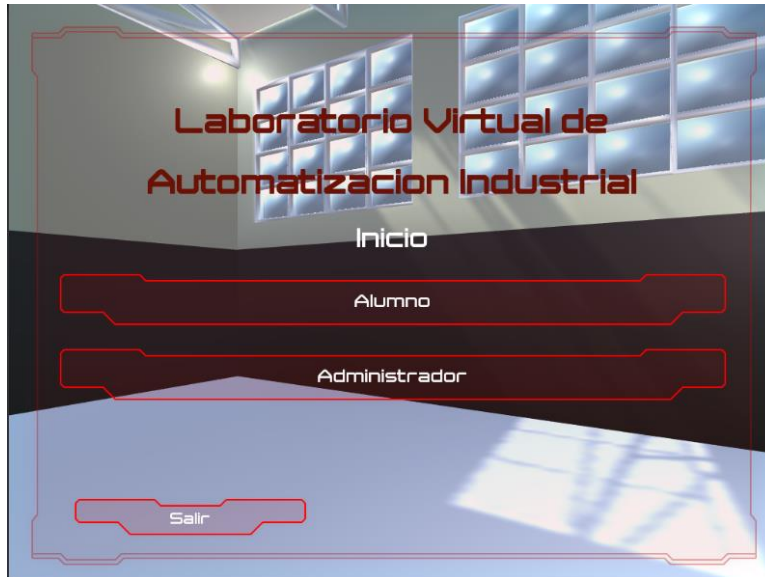 Laboratorio Virtual de
Automatizacion Industrial
Inicio
Alumno
Administrador
Salir